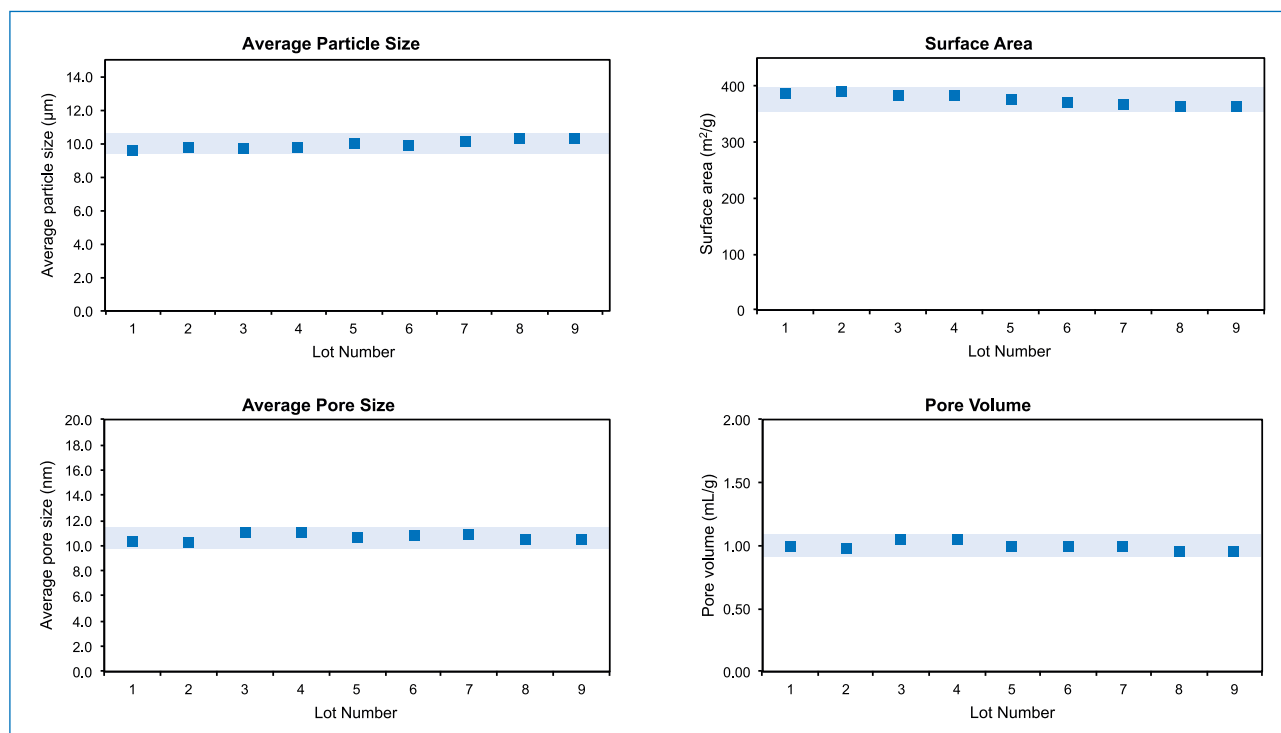 Average Particle Size
Average particle size (µm)
14.0
12.0
10.0
8.0
6.0
4.0
2.0
0.0
1 2 3 4 5 6 7 8 9
Lot Number
Surface Area
Surface area (m²/g)
400
300
200
100
0
1 2 3 4 5 6 7 8 9
Lot Number
Average Pore Size
Average pore size (nm)
20.0
18.0
16.0
14.0
12.0
10.0
8.0
6.0
4.0
2.0
0.0
1 2 3 4 5 6 7 8 9
Lot Number
Pore Volume
Pore volume (mL/g)
2.00
1.50
1.00
0.50
0.00
1 2 3 4 5 6 7 8 9
Lot Number